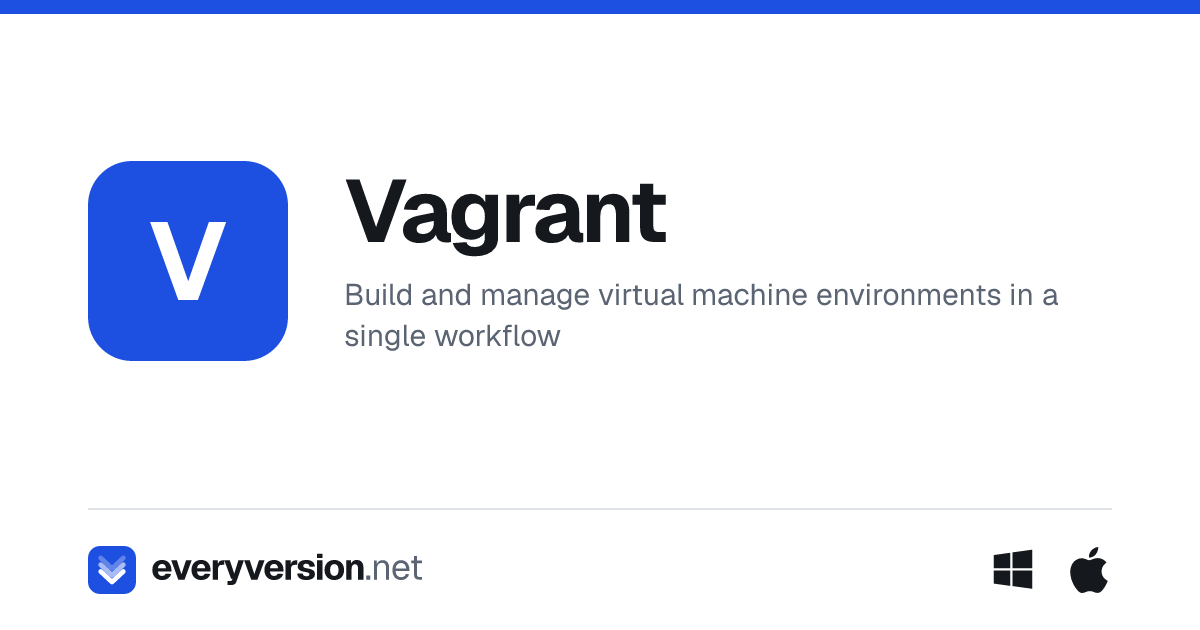 V
Vagrant
Build and manage virtual machine environments in a
single workflow
everyversion.net